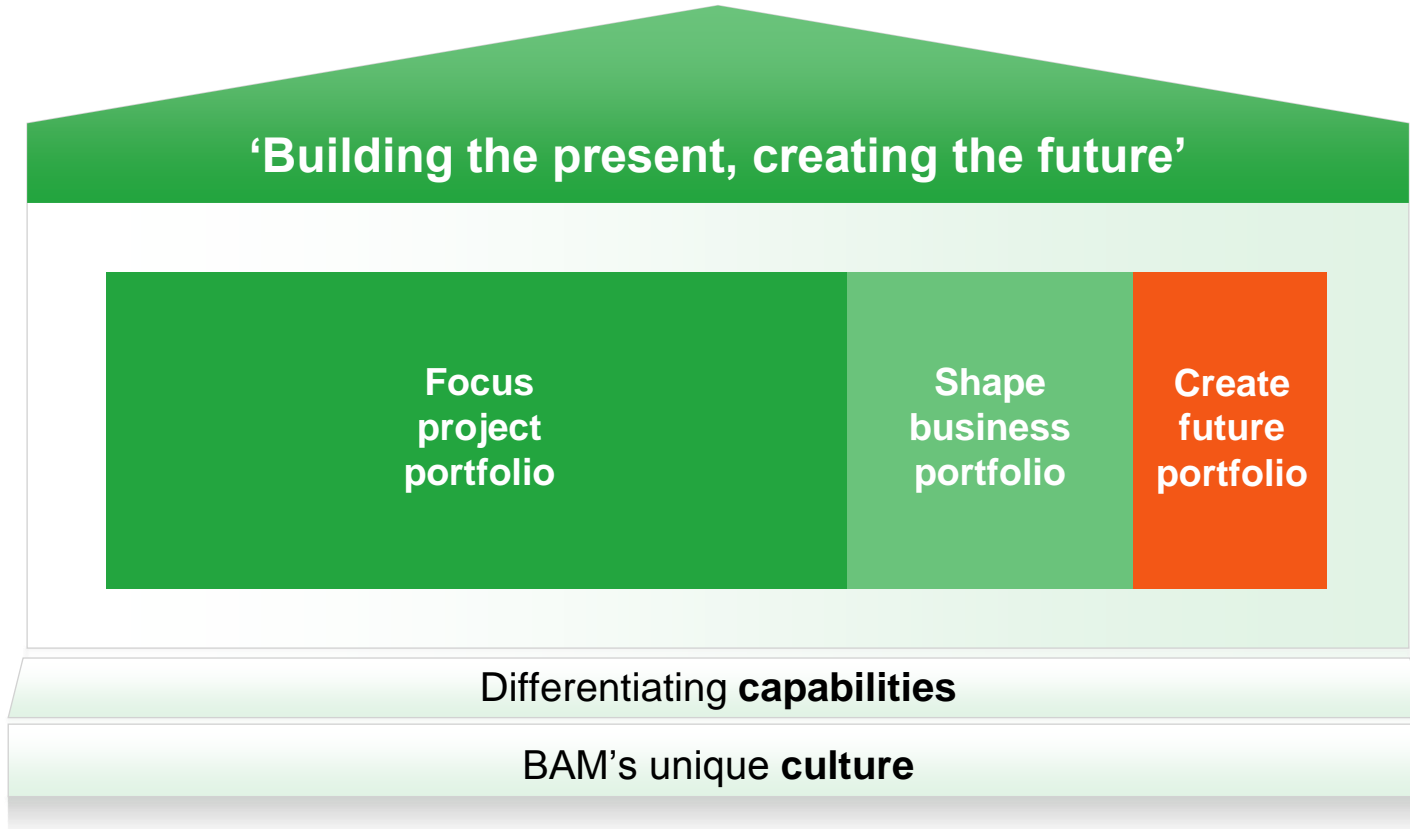 ‘Building the present, creating the future’
Focus
project
portfolio
Shape
business
portfolio
Create
future
portfolio
Differentiating capabilities
BAM’s unique culture